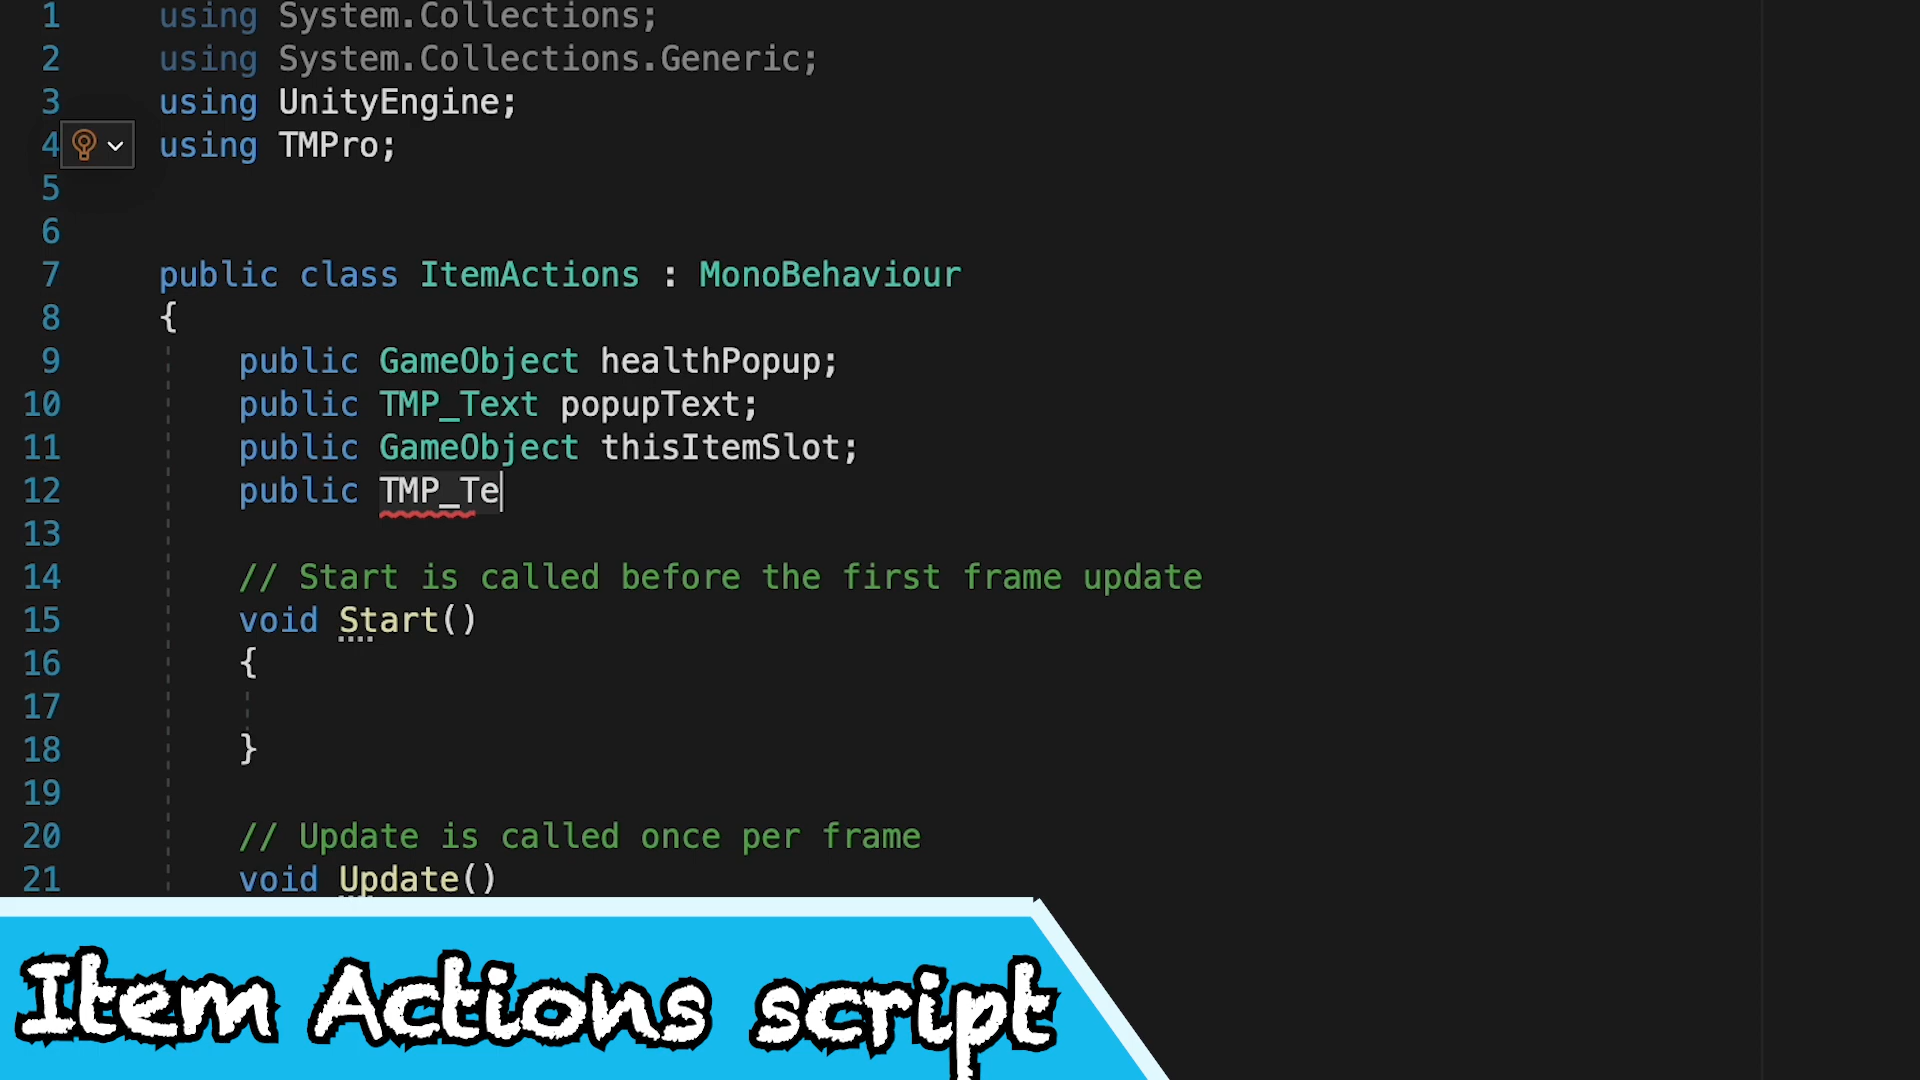 1 using System.Collections;
2 using System.Collections.Generic;
3 using UnityEngine;
4 using TMPro;
5
6
7 public class ItemActions : MonoBehaviour
8 {
9 public GameObject healthPopup;
10 public TMP_Text popupText;
11 public GameObject thisItemSlot;
12 public TMP_Te
13
14 // Start is called before the first frame update
15 void Start()
16 {
17
18 }
19
20 // Update is called once per frame
21 void Update()
Item Actions script